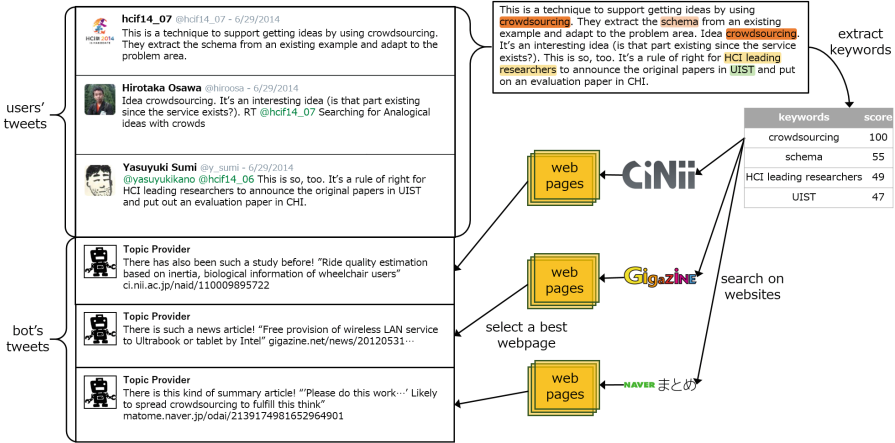 users'
tweets
hcif14_07 @hcif14_07 - 6/29/2014
This is a technique to support getting ideas by using crowdsourcing.
They extract the schema from an existing example and adapt to the
problem area.
Hirotaka Osawa @hiroosa - 6/29/2014
Idea crowdsourcing. It's an interesting idea (is that part existing
since the service exists?). RT @hcif14_07 Searching for Analogical
ideas with crowds
Yasuyuki Sumi @y_sumi - 6/29/2014
@yasuyukikano @hcif14_06 This is so, too. It's a rule of right for
HCI leading researchers to announce the original papers in UIST
and put out an evaluation paper in CHI.
bot's
tweets
Topic Provider
There has also been such a study before! "Ride quality estimation
based on inertia, biological information of wheelchair users"
ci.nii.ac.jp/naid/110009895722
Topic Provider
There is such a news article! "Free provision of wireless LAN service
to Ultrabook or tablet by Intel" gigazine.net/news/20120531…
Topic Provider
There is this kind of summary article! "'Please do this work…' Likely
to spread crowdsourcing to fulfill this think"
matome.naver.jp/odai/2139174981652964901
This is a technique to support getting ideas by using
crowdsourcing. They extract the schema from an existing
example and adapt to the problem area. Idea crowdsourcing.
It's an interesting idea (is that part existing since the service
exists?). This is so, too. It's a rule of right for HCI leading
researchers to announce the original papers in UIST and put
on an evaluation paper in CHI.
extract
keywords
keywords score
crowdsourcing 100
schema 55
HCI leading researchers 49
UIST 47
search on
websites
CiNii
web
pages
GigaZiNE
web
pages
select a best
webpage
NAVER まとめ
web
pages
HCII 2014